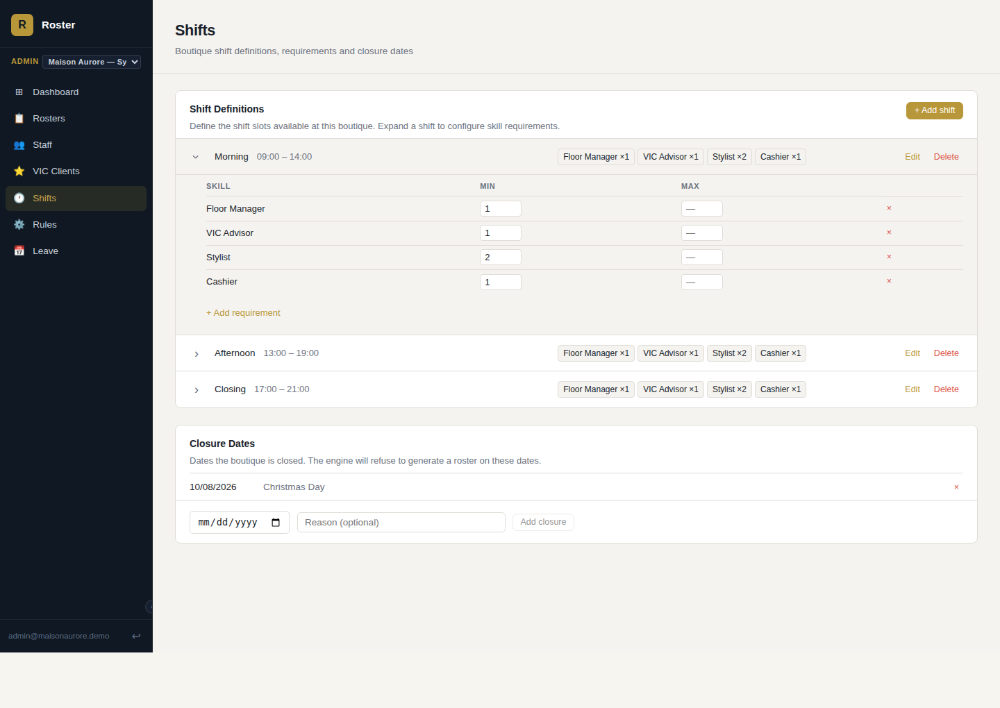 R Roster
ADMIN Maison Aurore — Sy
Dashboard
Rosters
Staff
VIC Clients
Shifts
Rules
Leave
admin@maisonaurore.demo
Shifts
Boutique shift definitions, requirements and closure dates
Shift Definitions
+ Add shift
Define the shift slots available at this boutique. Expand a shift to configure skill requirements.
Morning 09:00 – 14:00 Floor Manager ×1 VIC Advisor ×1 Stylist ×2 Cashier ×1 Edit Delete
SKILL MIN MAX
Floor Manager 1 — ×
VIC Advisor 1 — ×
Stylist 2 — ×
Cashier 1 — ×
+ Add requirement
Afternoon 13:00 – 19:00 Floor Manager ×1 VIC Advisor ×1 Stylist ×2 Cashier ×1 Edit Delete
Closing 17:00 – 21:00 Floor Manager ×1 VIC Advisor ×1 Stylist ×2 Cashier ×1 Edit Delete
Closure Dates
Dates the boutique is closed. The engine will refuse to generate a roster on these dates.
10/08/2026 Christmas Day ×
mm/dd/yyyy Reason (optional) Add closure